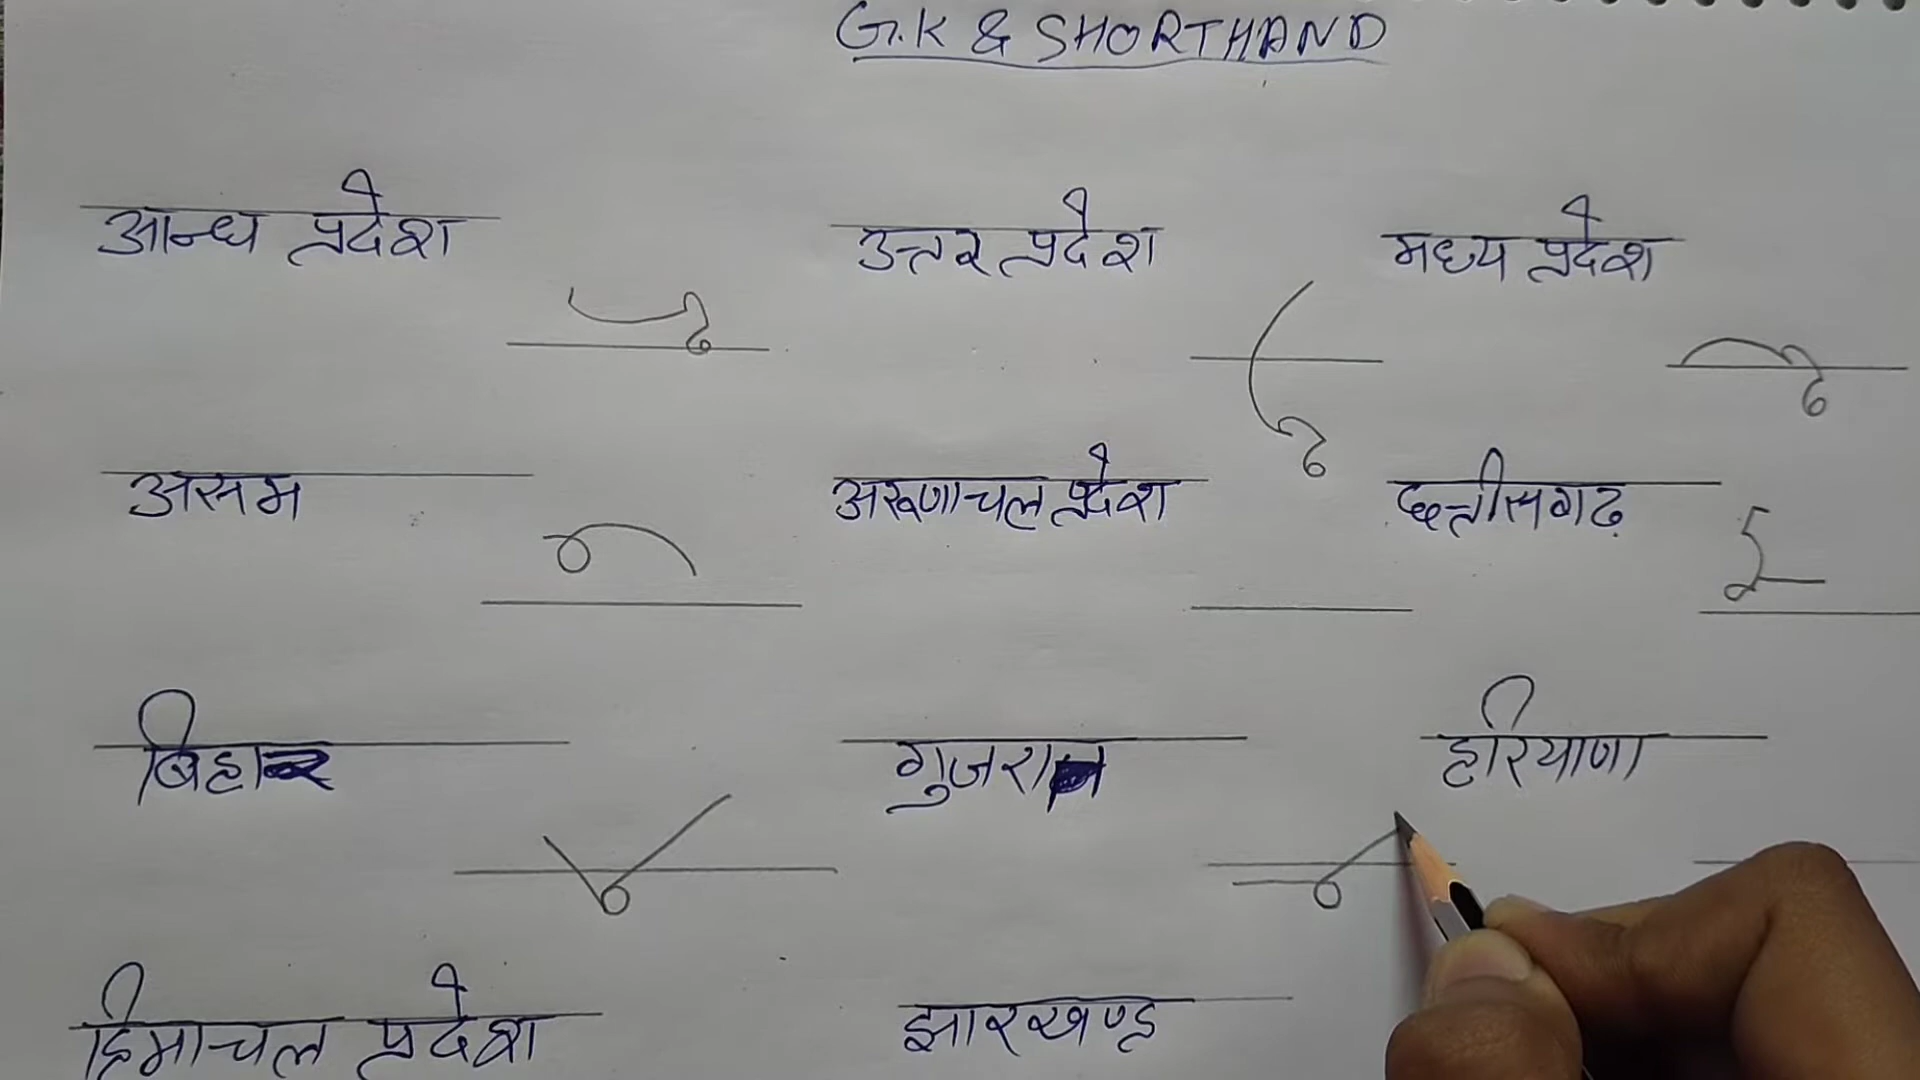 G.K & SHORTHAND
आन्ध प्रदेश
उत्तर प्रदेश
मध्य प्रदेश
असम
अरूणाचल प्रदेश
छत्तीसगढ़
बिहार
गुजरात
हरियाणा
हिमाचल प्रदेश
झारखण्ड